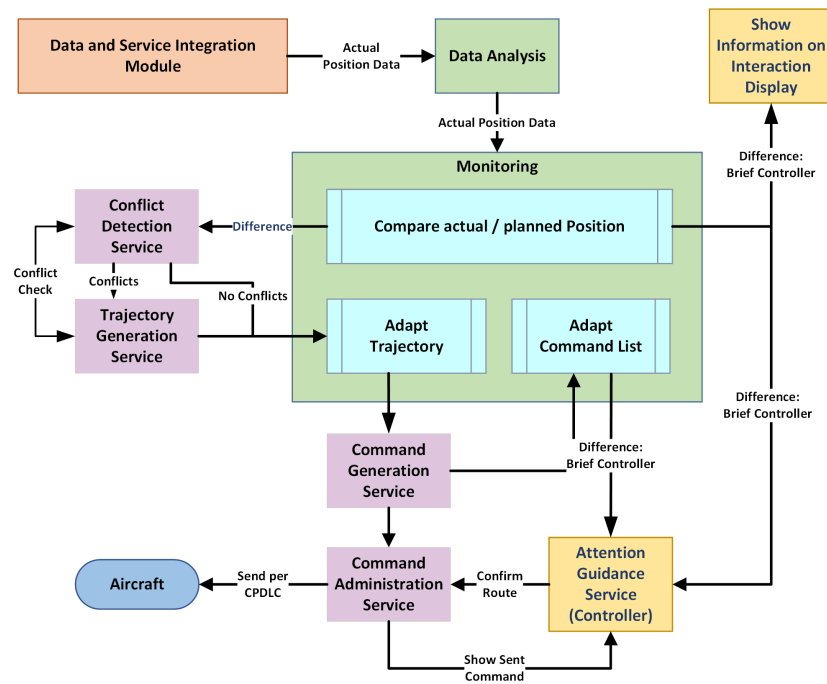 Data and Service Integration
Module
Actual
Position Data
Data Analysis
Show
Information on
Interaction
Display
Actual Position Data
Difference:
Brief Controller
Monitoring
Conflict
Detection
Service
Difference
Compare actual / planned Position
Conflict
Check
Conflicts
No Conflicts
Trajectory
Generation
Service
Adapt
Trajectory
Adapt
Command List
Difference:
Brief Controller
Command
Generation
Service
Difference:
Brief Controller
Aircraft
Send per
CPDLC
Command
Administration
Service
Confirm
Route
Attention
Guidance
Service
(Controller)
Show Sent
Command